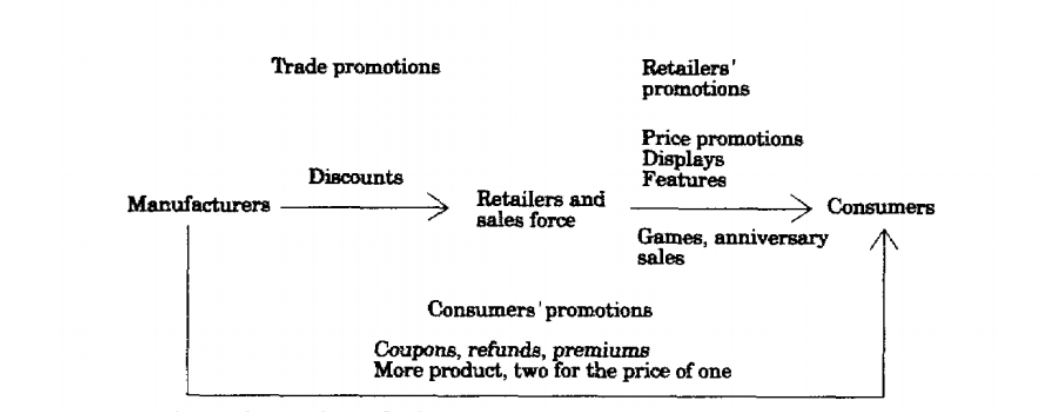 Trade promotions
Retailers'
promotions
Price promotions
Displays
Features
Discounts
Manufacturers
Retailers and
sales force
Consumers
Games, anniversary
sales
Consumers' promotions
Coupons, refunds, premiums
More product, two for the price of one